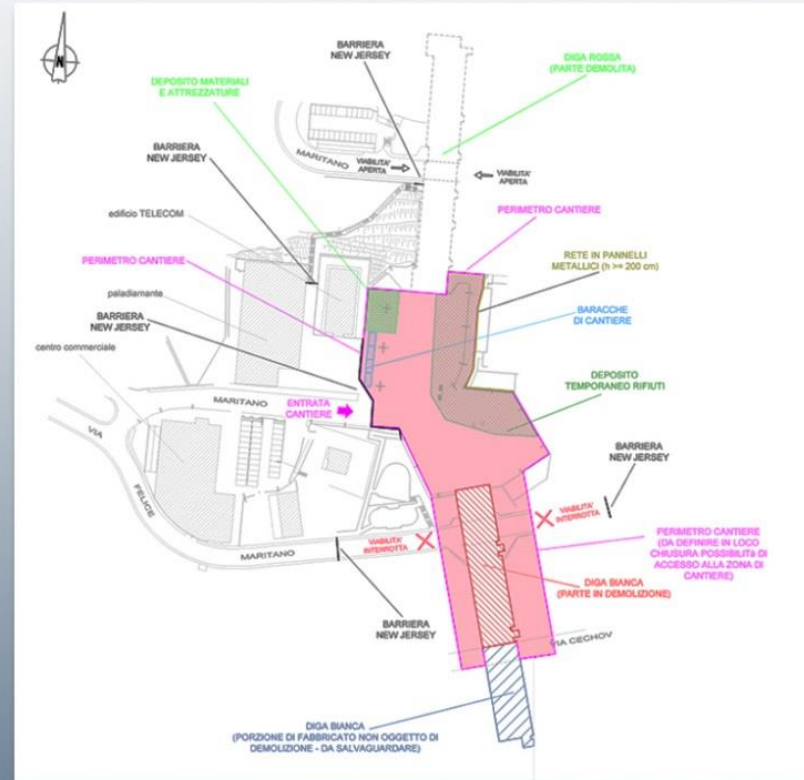 N
BARRIERA
NEW JERSEY
DIGA ROSSA
(PARTE DEMOLITA)
DEPOSITO MATERIALI
E ATTREZZATURE
BARRIERA
NEW JERSEY
MARITANO
VIABILITA'
APERTA
VIABILITA'
APERTA
edificio TELECOM
PERIMETRO CANTIERE
PERIMETRO CANTIERE
RETE IN PANNELLI
METALLICI (h >= 200 cm)
paladiamante
BARACCHE
DI CANTIERE
BARRIERA
NEW JERSEY
centro commerciale
DEPOSITO
TEMPORANEO RIFIUTI
MARITANO
ENTRATA
CANTIERE
VIA
FELICE
MARITANO
BARRIERA
NEW JERSEY
VIABILITA'
INTERROTTA
VIABILITA'
INTERROTTA
PERIMETRO CANTIERE
(DA DEFINIRE IN LOCO
CHIUSURA POSSIBILITà DI
ACCESSO ALLA ZONA DI
CANTIERE)
DIGA BIANCA
(PARTE IN DEMOLIZIONE)
BARRIERA
NEW JERSEY
VIA CECHOV
DIGA BIANCA
(PORZIONE DI FABBRICATO NON OGGETTO DI
DEMOLIZIONE - DA SALVAGUARDARE)